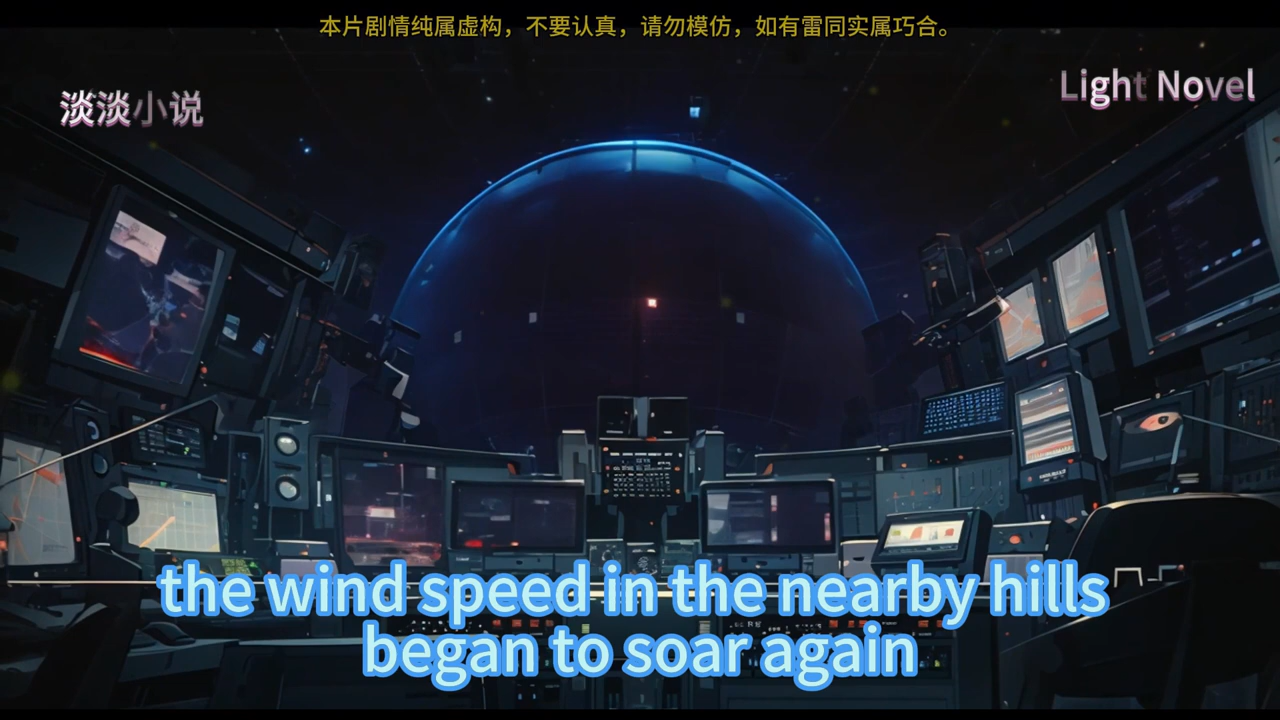 本片剧情纯属虚构，不要认真，请勿模仿，如有雷同实属巧合。
淡淡小说
Light Novel
the wind speed in the nearby hills
began to soar again